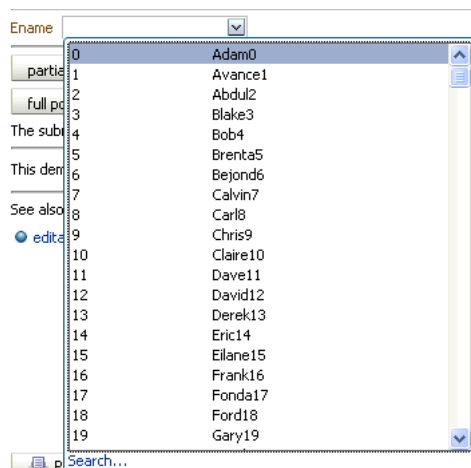 Ename
0 Adam0
1 Avance1
2 Abdul2
3 Blake3
4 Bob4
5 Brenta5
6 Bejond6
7 Calvin7
8 Carl8
9 Chris9
10 Claire10
11 Dave11
12 David12
13 Derek13
14 Eric14
15 Eilane15
16 Frank16
17 Fonda17
18 Ford18
19 Gary19
Search...
partia
full po
The sub
This dem
See also
edita
P